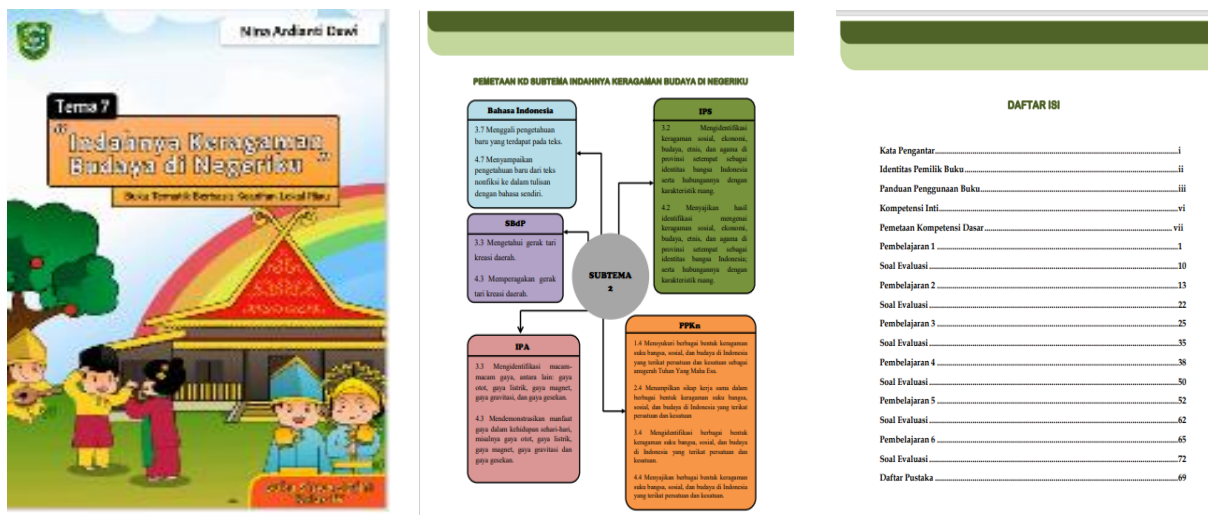 Nina Ardianti Dewi
Tema 7
"Indahnya Keragaman
Budaya di Negeriku"
Buku Tematik Berbasis Kearifan Lokal Riau
PEMETAAN KD SUBTEMA INDAHNYA KERAGAMAN BUDAYA DI NEGERIKU
Bahasa Indonesia
3.7 Menggali pengetahuan
baru yang terdapat pada teks.
4.7 Menyampaikan
pengetahuan baru dari teks
nonfiksi ke dalam tulisan
dengan bahasa sendiri.
SBdP
3.3 Mengetahui gerak tari
kreasi daerah.
4.3 Memperagakan gerak
tari kreasi daerah.
IPA
3.3 Mengidentifikasi macam-
macam gaya, antara lain: gaya
otot, gaya listrik, gaya magnet,
gaya gravitasi, dan gaya gesekan.
4.3 Mendemonstrasikan manfaat
gaya dalam kehidupan sehari-hari,
misalnya gaya otot, gaya listrik,
gaya magnet, gaya gravitasi dan
gaya gesekan.
SUBTEMA
2
IPS
3.2 Mengidentifikasi
keragaman sosial, ekonomi,
budaya, etnis, dan agama di
provinsi setempat sebagai
identitas bangsa Indonesia
serta hubungannya dengan
karakteristik ruang.
4.2 Menyajikan hasil
identifikasi mengenai
keragaman sosial, ekonomi,
budaya, etnis, dan agama di
provinsi setempat sebagai
identitas bangsa Indonesia;
serta hubungannya dengan
karakteristik ruang.
PPKn
1.4 Mensyukuri berbagai bentuk keragaman
suku bangsa, sosial, dan budaya di Indonesia
yang terikat persatuan dan kesatuan sebagai
anugerah Tuhan Yang Maha Esa.
2.4 Menampilkan sikap kerja sama dalam
berbagai bentuk keragaman suku bangsa,
sosial, dan budaya di Indonesia yang terikat
persatuan dan kesatuan
3.4 Mengidentifikasi berbagai bentuk
keragaman suku bangsa, sosial, dan budaya
di Indonesia yang terikat persatuan dan
kesatuan.
4.4 Menyajikan berbagai bentuk keragaman
suku bangsa, sosial, dan budaya di Indonesia
yang terikat persatuan dan kesatuan.
DAFTAR ISI
Kata Pengantar i
Identitas Pemilik Buku ii
Panduan Penggunaan Buku iii
Kompetensi Inti vi
Pemetaan Kompetensi Dasar vii
Pembelajaran 1 1
Soal Evaluasi 10
Pembelajaran 2 13
Soal Evaluasi 22
Pembelajaran 3 25
Soal Evaluasi 35
Pembelajaran 4 38
Soal Evaluasi 50
Pembelajaran 5 52
Soal Evaluasi 62
Pembelajaran 6 65
Soal Evaluasi 72
Daftar Pustaka 69